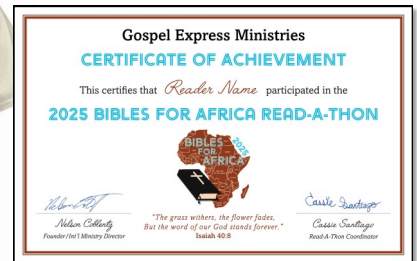 Gospel Express Ministries
CERTIFICATE OF ACHIEVEMENT
This certifies that Reader Name participated in the
2025 BIBLES FOR AFRICA READ-A-THON
BIBLES
FOR
AFRICA
2025
Nelson Coblentz
Founder/Int'l Ministry Director
"The grass withers, the flower fades,
But the word of our God stands forever."
Isaiah 40:8
Cassie Santiago
Cassie Santiago
Read-A-Thon Coordinator